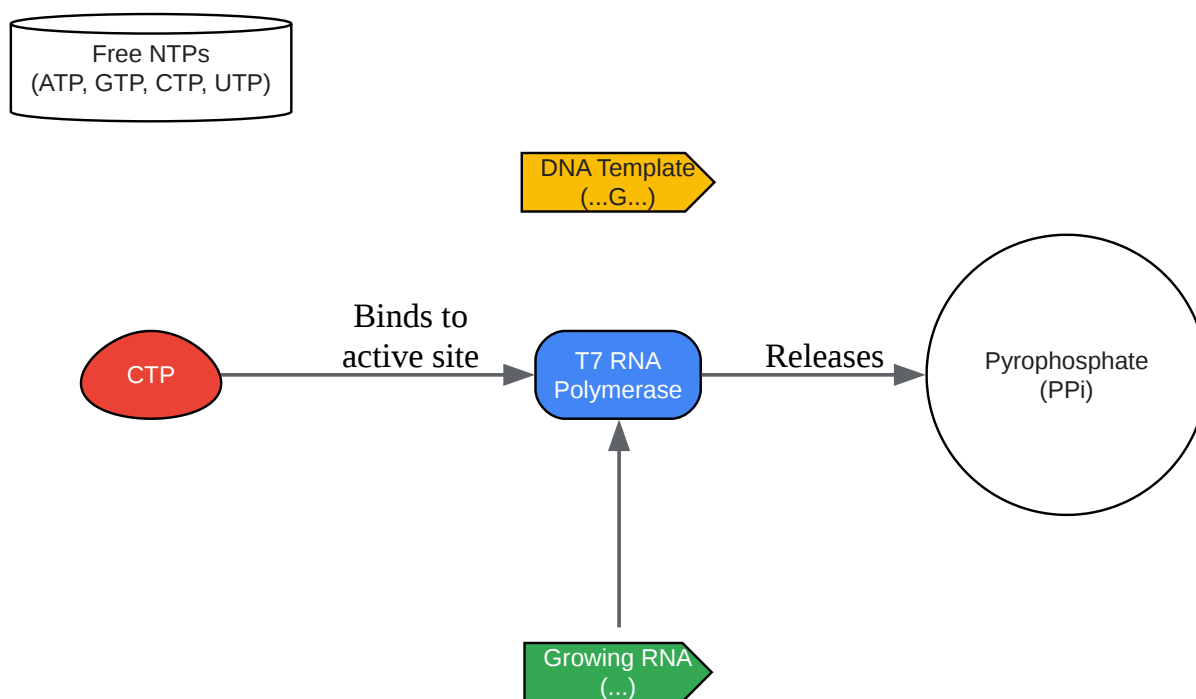 Free NTPs
(ATP, GTP, CTP, UTP)
DNA Template
(...G...)
CTP
Binds to
active site
T7 RNA
Polymerase
Releases
Pyrophosphate
(PPi)
Growing RNA
(...)